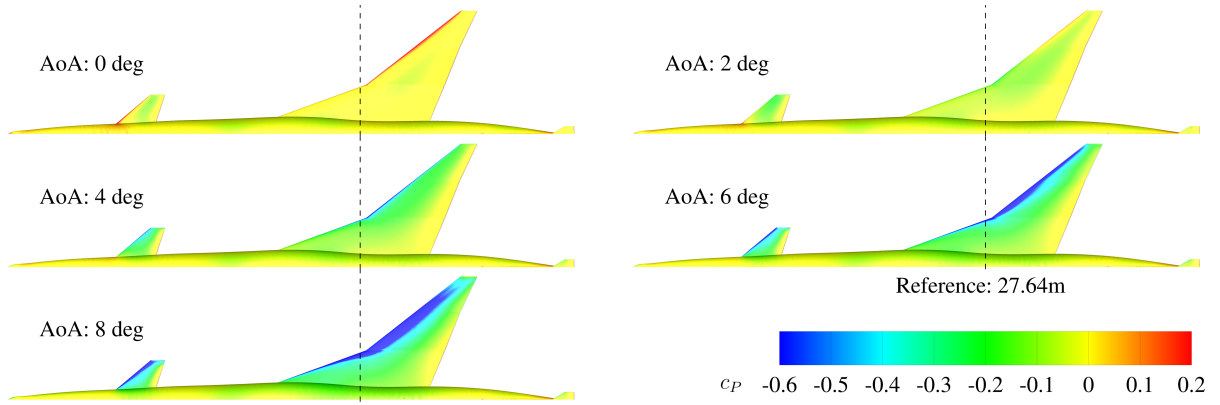 AoA: 0 deg
AoA: 2 deg
AoA: 4 deg
AoA: 6 deg
Reference: 27.64m
AoA: 8 deg
c_P -0.6 -0.5 -0.4 -0.3 -0.2 -0.1 0 0.1 0.2